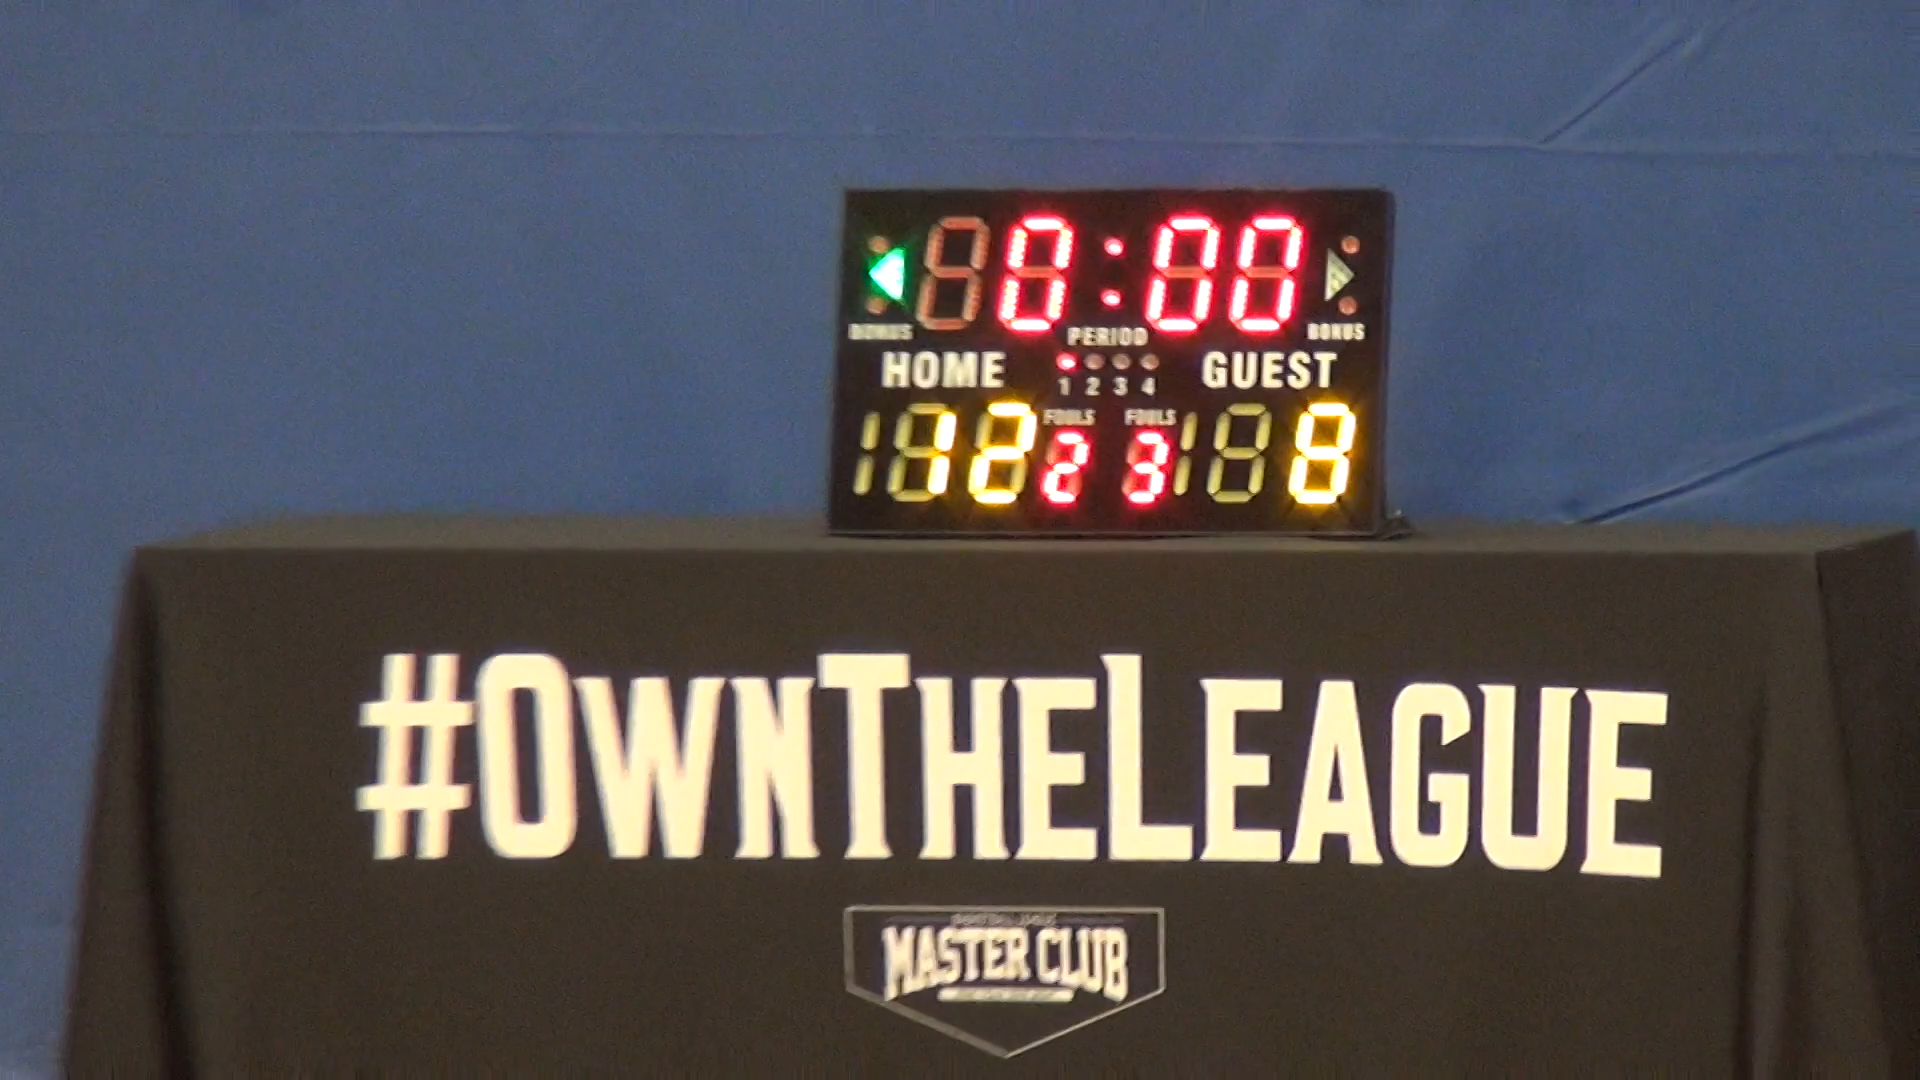 0:00
BONUS PERIOD BONUS
HOME GUEST
1 2 3 4
FOULS FOULS
12 2 3 8
#OWNTHELEAGUE
MASTER CLUB